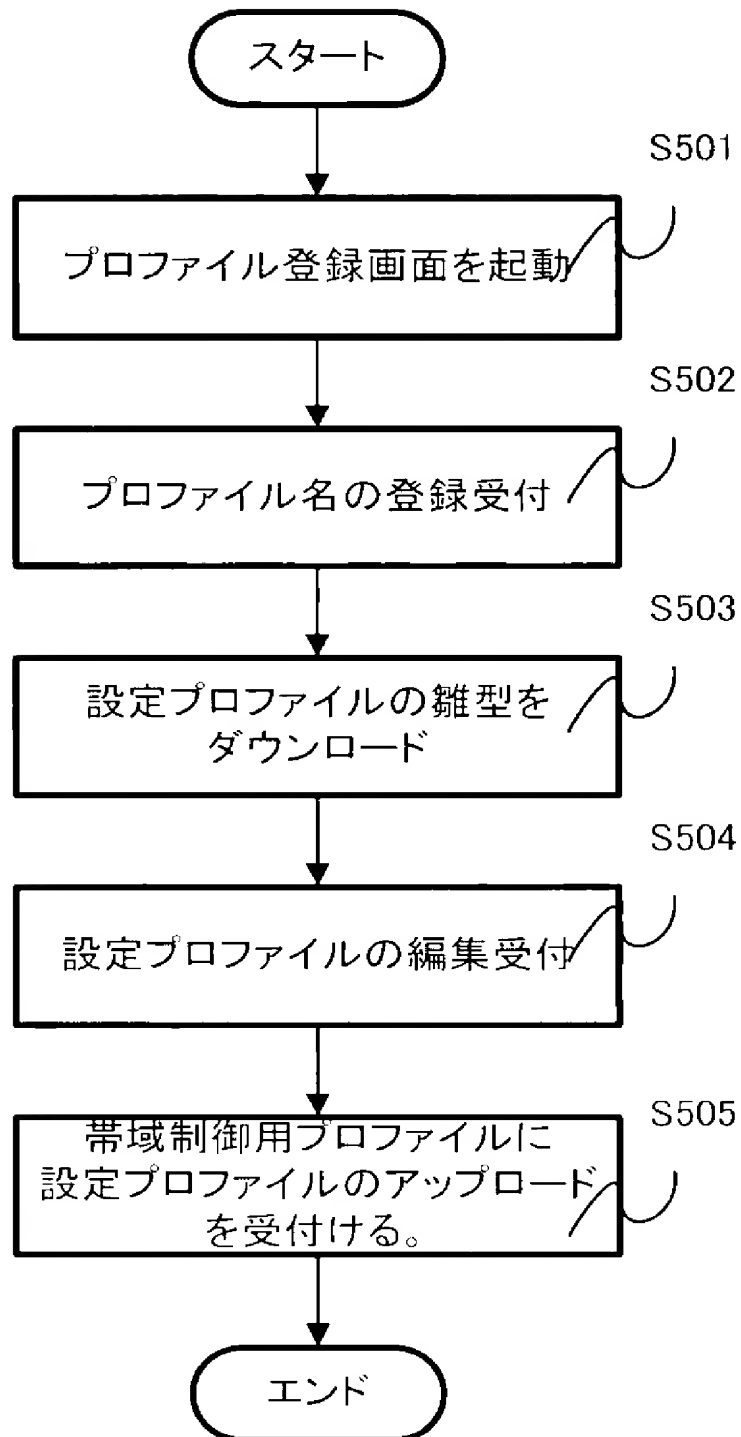 スタート
S501
プロファイル登録画面を起動
S502
プロファイル名の登録受付
S503
設定プロファイルの雛型を
ダウンロード
S504
設定プロファイルの編集受付
S505
帯域制御用プロファイルに
設定プロファイルのアップロード
を受付ける。
エンド